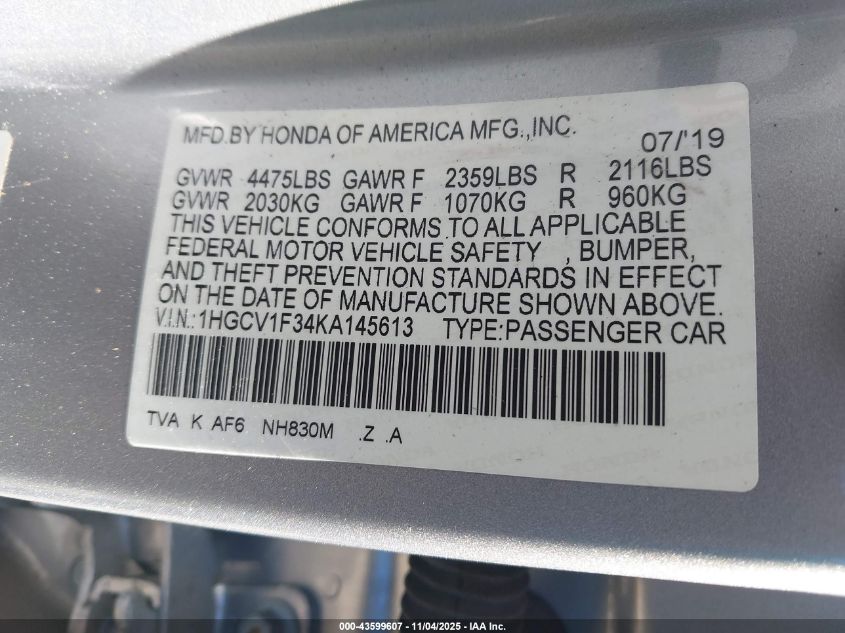 MFD.BY HONDA OF AMERICA MFG.,INC. 07/'19
GVWR 4475LBS GAWR F 2359LBS R 2116LBS
GVWR 2030KG GAWR F 1070KG R 960KG
THIS VEHICLE CONFORMS TO ALL APPLICABLE
FEDERAL MOTOR VEHICLE SAFETY , BUMPER,
AND THEFT PREVENTION STANDARDS IN EFFECT
ON THE DATE OF MANUFACTURE SHOWN ABOVE.
V.I.N.:1HGCV1F34KA145613 TYPE:PASSENGER CAR
TVA K AF6 NH830M .Z .A
000-43599607 - 11/04/2025 - IAA Inc.